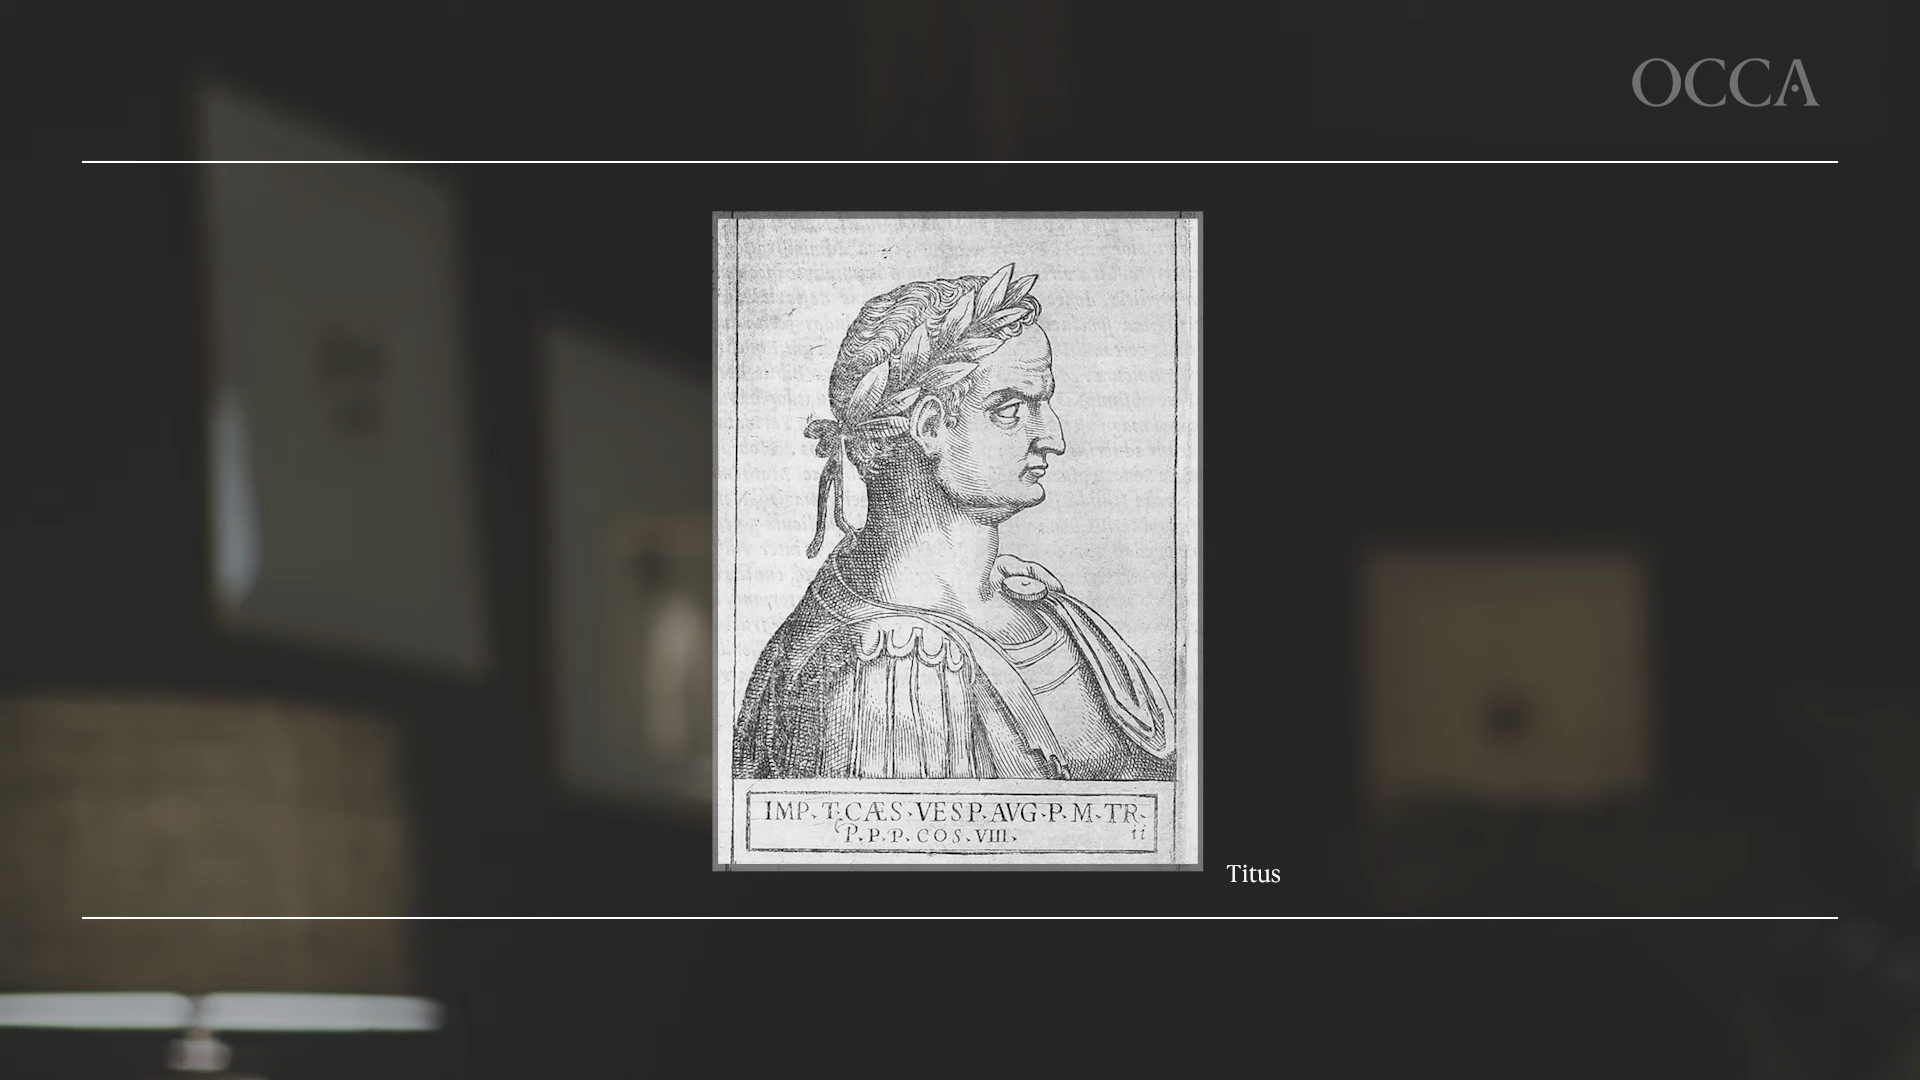 OCCA
IMP. T. CÆS. VESP. AVG. P. M. TR.
P. P. P. COS. VIII.
ii
Titus